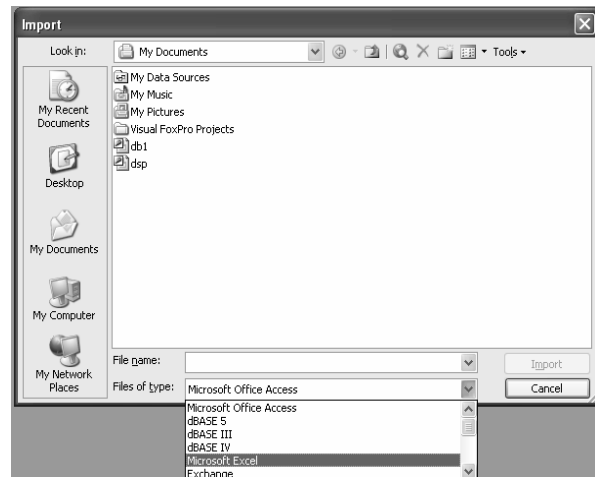 Import
Look in: My Documents Tools
My Data Sources
My Music
My Pictures
Visual FoxPro Projects
db1
dsp
My Recent
Documents
Desktop
My Documents
My Computer
My Network
Places
File name: Import
Files of type: Microsoft Office Access Cancel
Microsoft Office Access
dBASE 5
dBASE III
dBASE IV
Microsoft Excel
Exchange